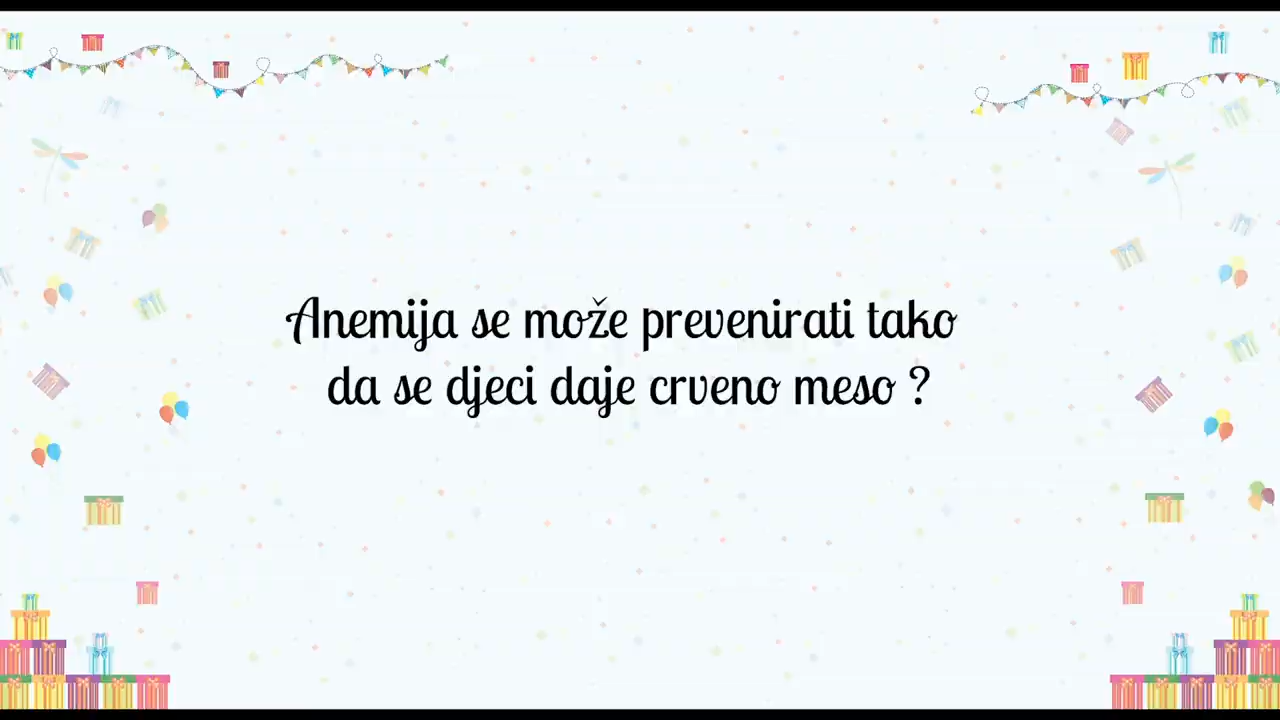 Anemija se može prevenirati tako
da se djeci daje crveno meso ?